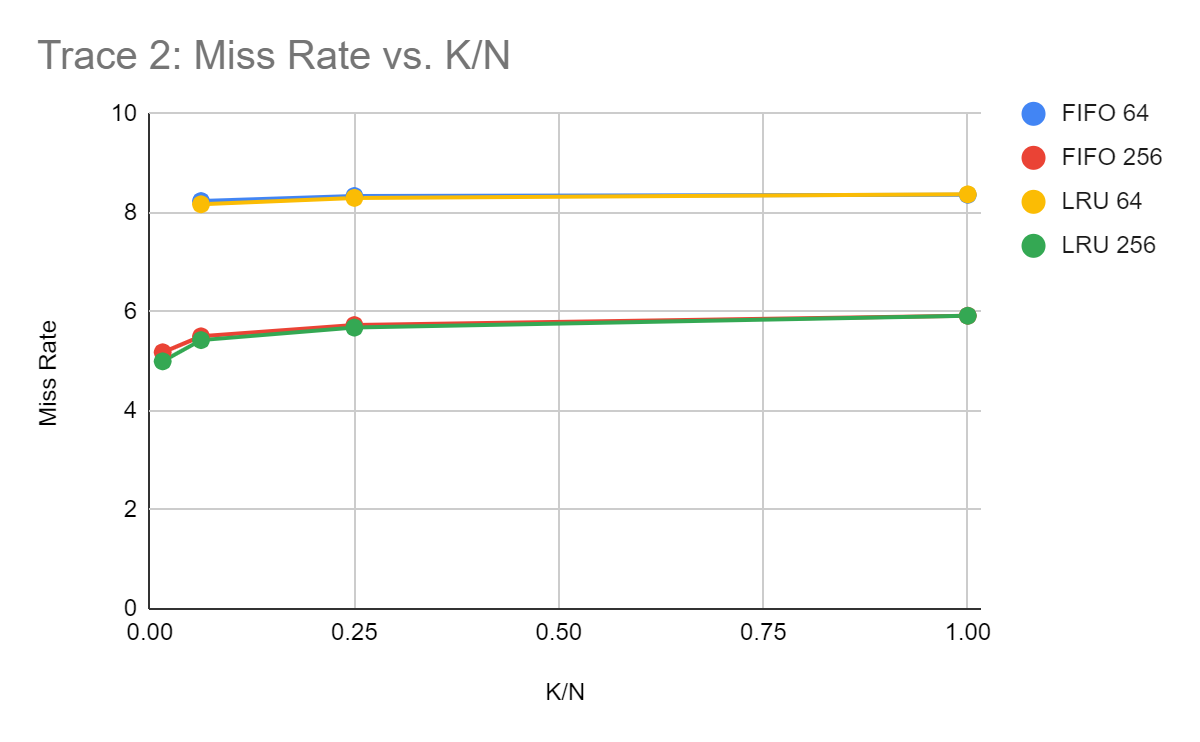 Trace 2: Miss Rate vs. K/N
FIFO 64
FIFO 256
LRU 64
LRU 256
Miss Rate
10
8
6
4
2
0
0.00 0.25 0.50 0.75 1.00
K/N